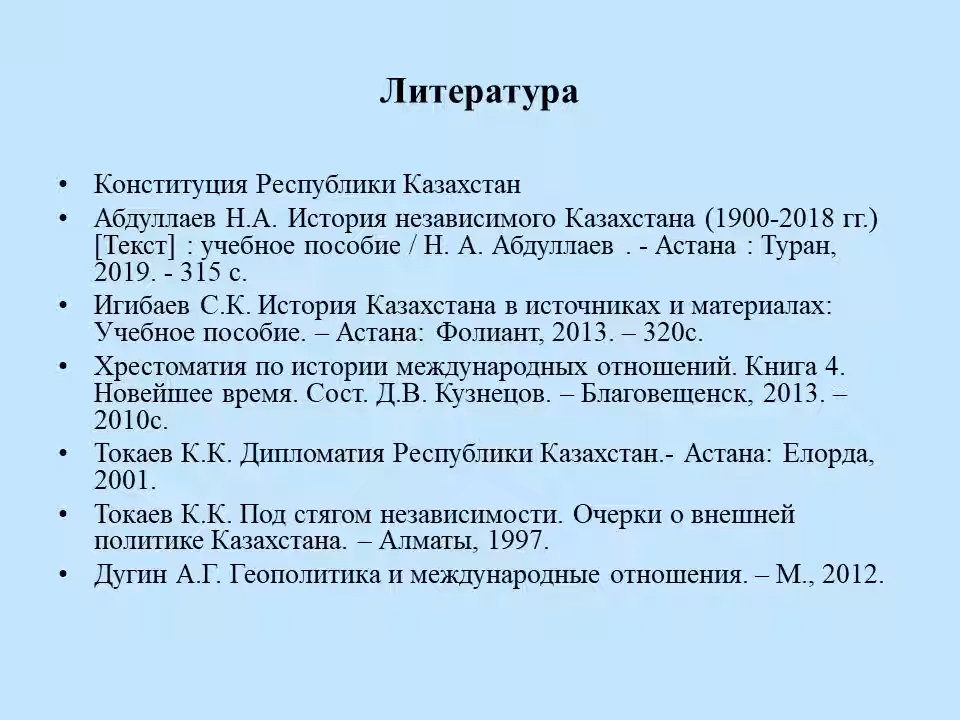 Литература
• Конституция Республики Казахстан
• Абдуллаев Н.А. История независимого Казахстана (1900-2018 гг.)
[Текст] : учебное пособие / Н. А. Абдуллаев . - Астана : Туран,
2019. - 315 с.
• Игибаев С.К. История Казахстана в источниках и материалах:
Учебное пособие. – Астана: Фолиант, 2013. – 320с.
• Хрестоматия по истории международных отношений. Книга 4.
Новейшее время. Сост. Д.В. Кузнецов. – Благовещенск, 2013. –
2010с.
• Токаев К.К. Дипломатия Республики Казахстан.- Астана: Елорда,
2001.
• Токаев К.К. Под стягом независимости. Очерки о внешней
политике Казахстана. – Алматы, 1997.
• Дугин А.Г. Геополитика и международные отношения. – М., 2012.